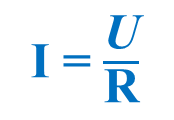 I = U/R